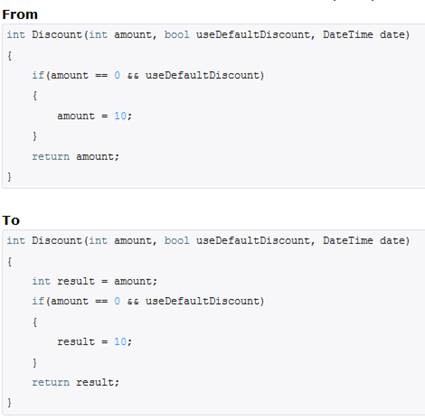 From
int Discount(int amount, bool useDefaultDiscount, DateTime date)
{
if(amount == 0 && useDefaultDiscount)
{
amount = 10;
}
return amount;
}
To
int Discount(int amount, bool useDefaultDiscount, DateTime date)
{
int result = amount;
if(amount == 0 && useDefaultDiscount)
{
result = 10;
}
return result;
}